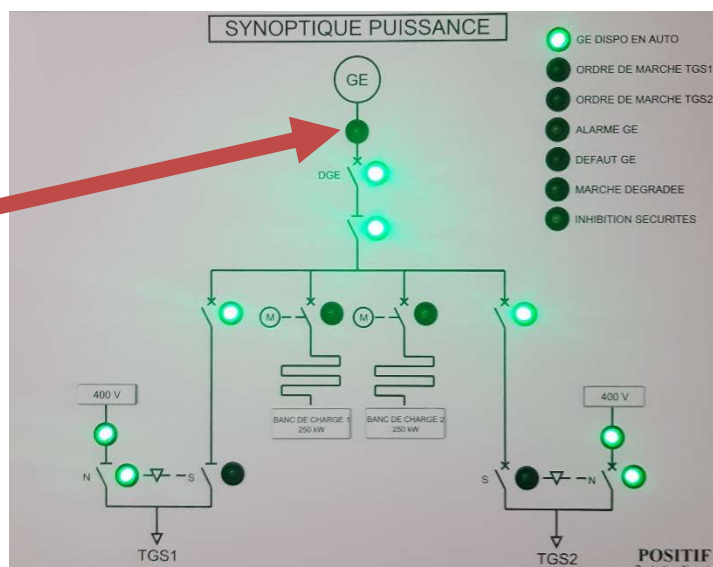 SYNOPTIQUE PUISSANCE
GE DISPO EN AUTO
ORDRE DE MARCHE TGS1
ORDRE DE MARCHE TGS2
ALARME GE
DEFAUT GE
MARCHE DEGRADEE
INHIBITION SECURITES
GE
DGE
M
M
400 V
BANC DE CHARGE 1
250 kW
BANC DE CHARGE 2
250 kW
400 V
N
S
S
N
TGS1
TGS2
POSITIF